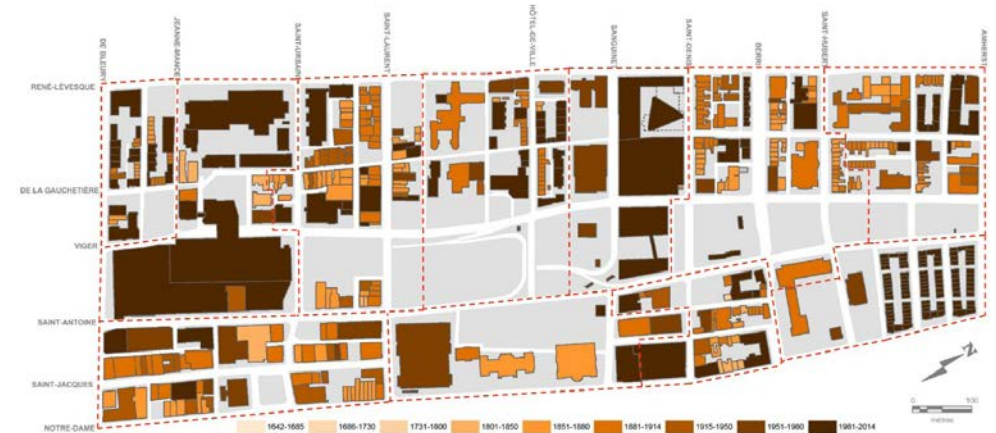 DE BLEURY
JEANNE-MANCE
SAINT-URBAIN
SAINT-LAURENT
HÔTEL-DE-VILLE
SANGUINET
SAINT-DENIS
BERRI
SAINT-HUBERT
AMHERST
RENÉ-LÉVESQUE
DE LA GAUCHETIÈRE
VIGER
SAINT-ANTOINE
SAINT-JACQUES
NOTRE-DAME
N
0 100
mètres
1642-1685 1686-1730 1731-1800 1801-1850 1851-1880 1881-1914 1915-1950 1951-1980 1981-2014